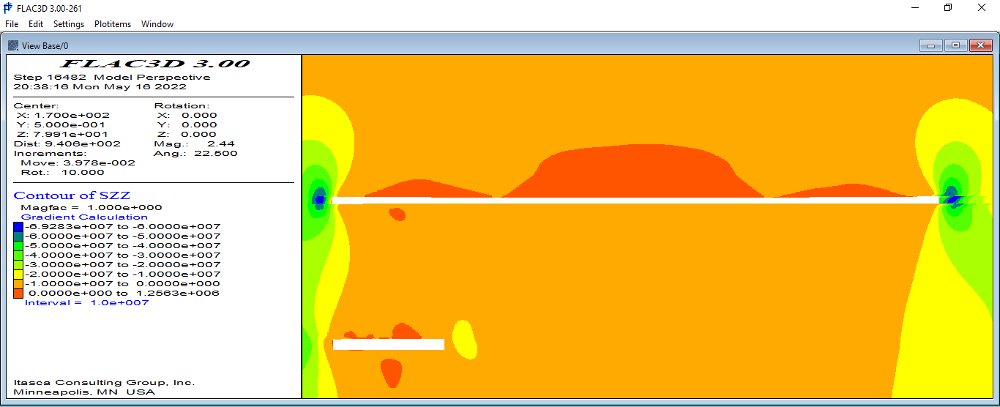 FLAC3D 3.00-261
File Edit Settings Plotitems Window
View Base/0
FLAC3D 3.00
Step 16482 Model Perspective
20:38:16 Mon May 16 2022
Center: Rotation:
X: 1.700e+002 X: 0.000
Y: 5.000e-001 Y: 0.000
Z: 7.991e+001 Z: 0.000
Dist: 9.406e+002 Mag.: 2.44
Increments: Ang.: 22.500
Move: 3.978e-002
Rot.: 10.000
Contour of SZZ
Magfac = 1.000e+000
Gradient Calculation
-6.9283e+007 to -6.0000e+007
-6.0000e+007 to -5.0000e+007
-5.0000e+007 to -4.0000e+007
-4.0000e+007 to -3.0000e+007
-3.0000e+007 to -2.0000e+007
-2.0000e+007 to -1.0000e+007
-1.0000e+007 to 0.0000e+000
0.0000e+000 to 1.2563e+006
Interval = 1.0e+007
Itasca Consulting Group, Inc.
Minneapolis, MN USA